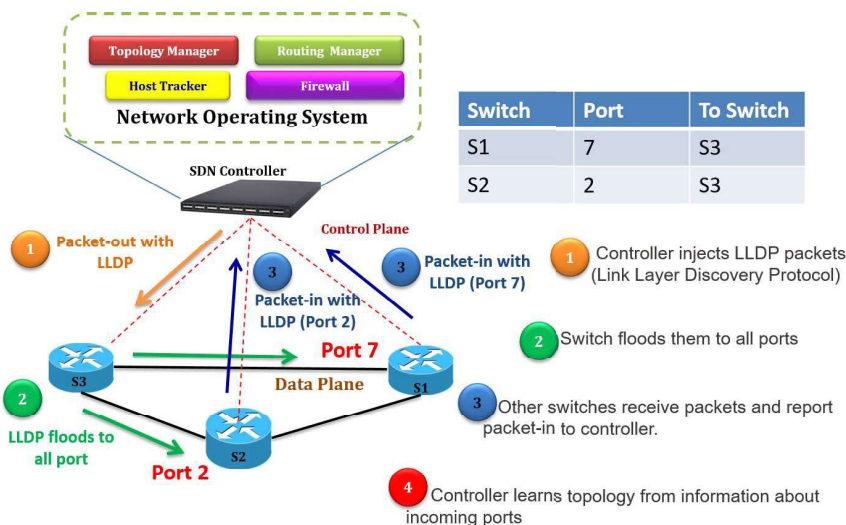 Topology Manager
Routing Manager
Host Tracker
Firewall
Network Operating System
SDN Controller
Switch Port To Switch
S1 7 S3
S2 2 S3
1
Packet-out with
LLDP
Control Plane
3
Packet-in with
LLDP (Port 2)
3
Packet-in with
LLDP (Port 7)
1 Controller injects LLDP packets
(Link Layer Discovery Protocol)
2 Switch floods them to all ports
3 Other switches receive packets and report
packet-in to controller.
4 Controller learns topology from information about
incoming ports
Port 7
S3
Data Plane
S1
2
LLDP floods to
all port
Port 2
S2